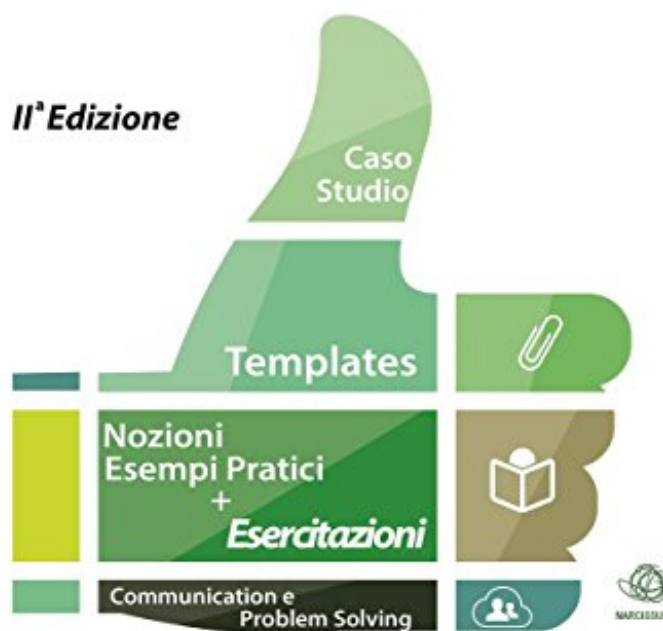 IIª Edizione
Caso
Studio
Templates
Nozioni
Esempi Pratici
+
Esercitazioni
Communication e
Problem Solving